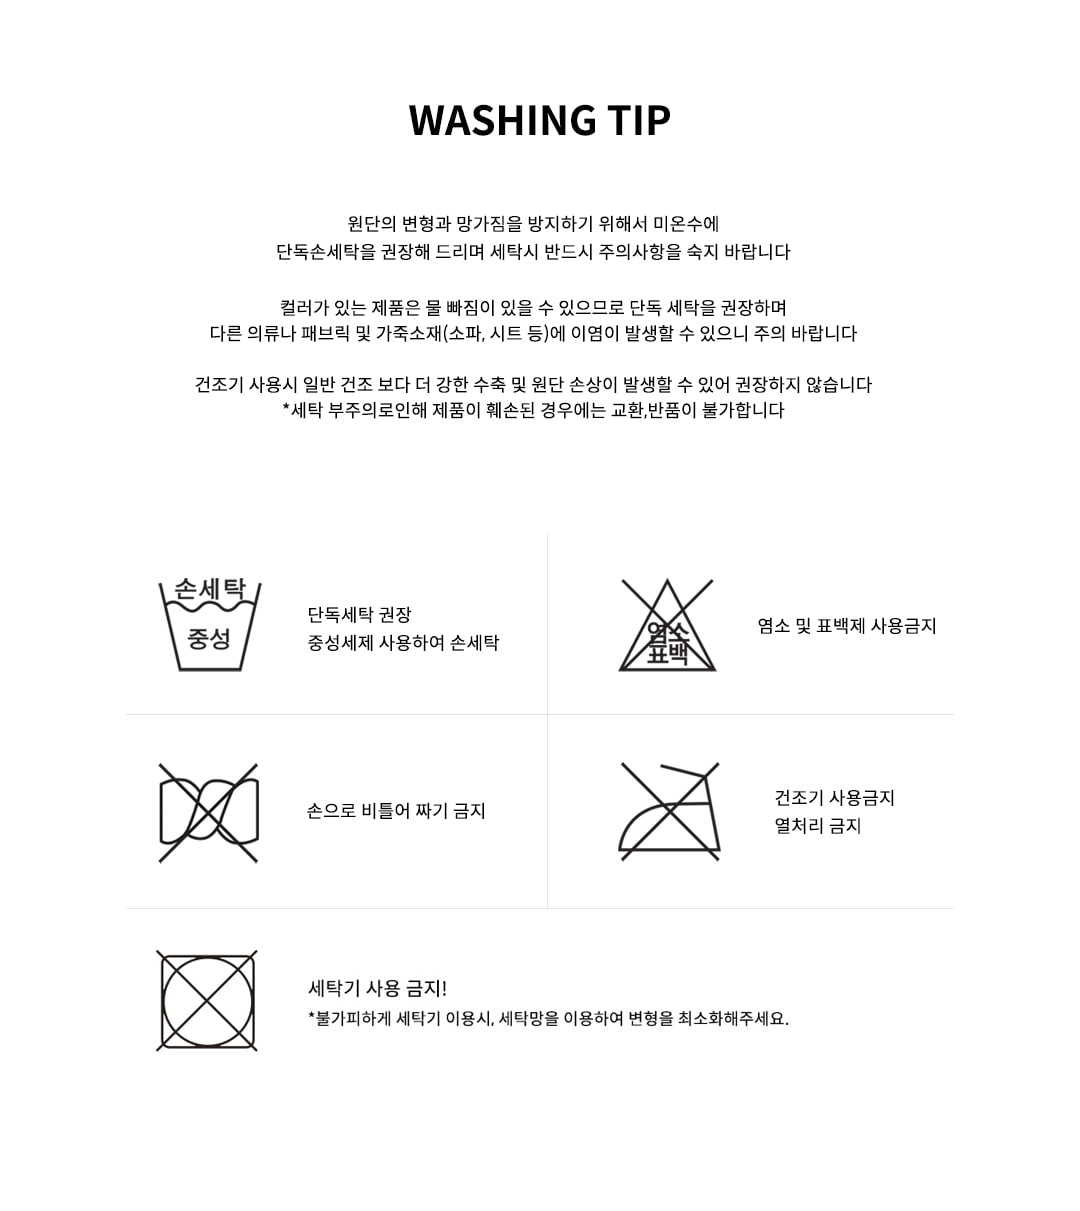 WASHING TIP
원단의 변형과 망가짐을 방지하기 위해서 미온수에
단독손세탁을 권장해 드리며 세탁시 반드시 주의사항을 숙지 바랍니다
컬러가 있는 제품은 물 빠짐이 있을 수 있으므로 단독 세탁을 권장하며
다른 의류나 패브릭 및 가죽소재(소파, 시트 등)에 이염이 발생할 수 있으니 주의 바랍니다
건조기 사용시 일반 건조 보다 더 강한 수축 및 원단 손상이 발생할 수 있어 권장하지 않습니다
*세탁 부주의로인해 제품이 훼손된 경우에는 교환,반품이 불가합니다
손세탁
중성
단독세탁 권장
중성세제 사용하여 손세탁
염소
표백
염소 및 표백제 사용금지
손으로 비틀어 짜기 금지
건조기 사용금지
열처리 금지
세탁기 사용 금지!
*불가피하게 세탁기 이용시, 세탁망을 이용하여 변형을 최소화해주세요.